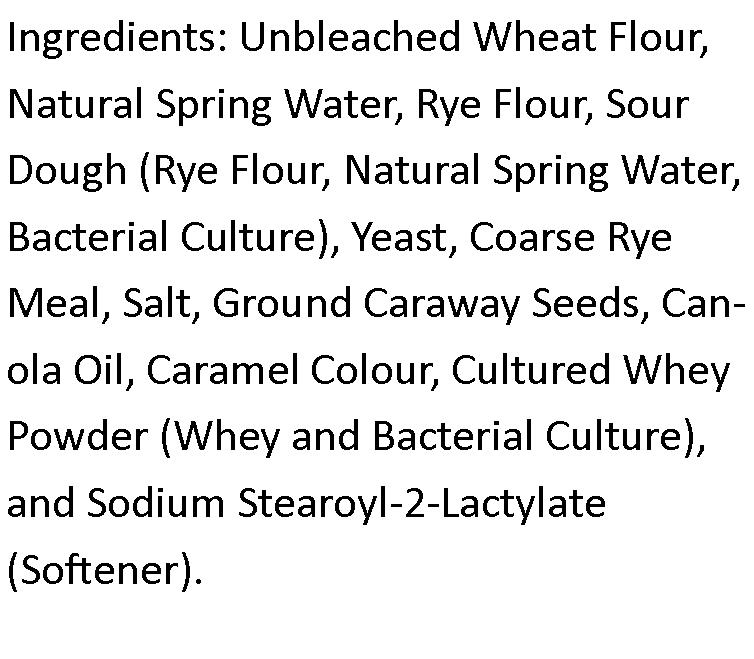 Ingredients: Unbleached Wheat Flour,
Natural Spring Water, Rye Flour, Sour
Dough (Rye Flour, Natural Spring Water,
Bacterial Culture), Yeast, Coarse Rye
Meal, Salt, Ground Caraway Seeds, Can-
ola Oil, Caramel Colour, Cultured Whey
Powder (Whey and Bacterial Culture),
and Sodium Stearoyl-2-Lactylate
(Softener).